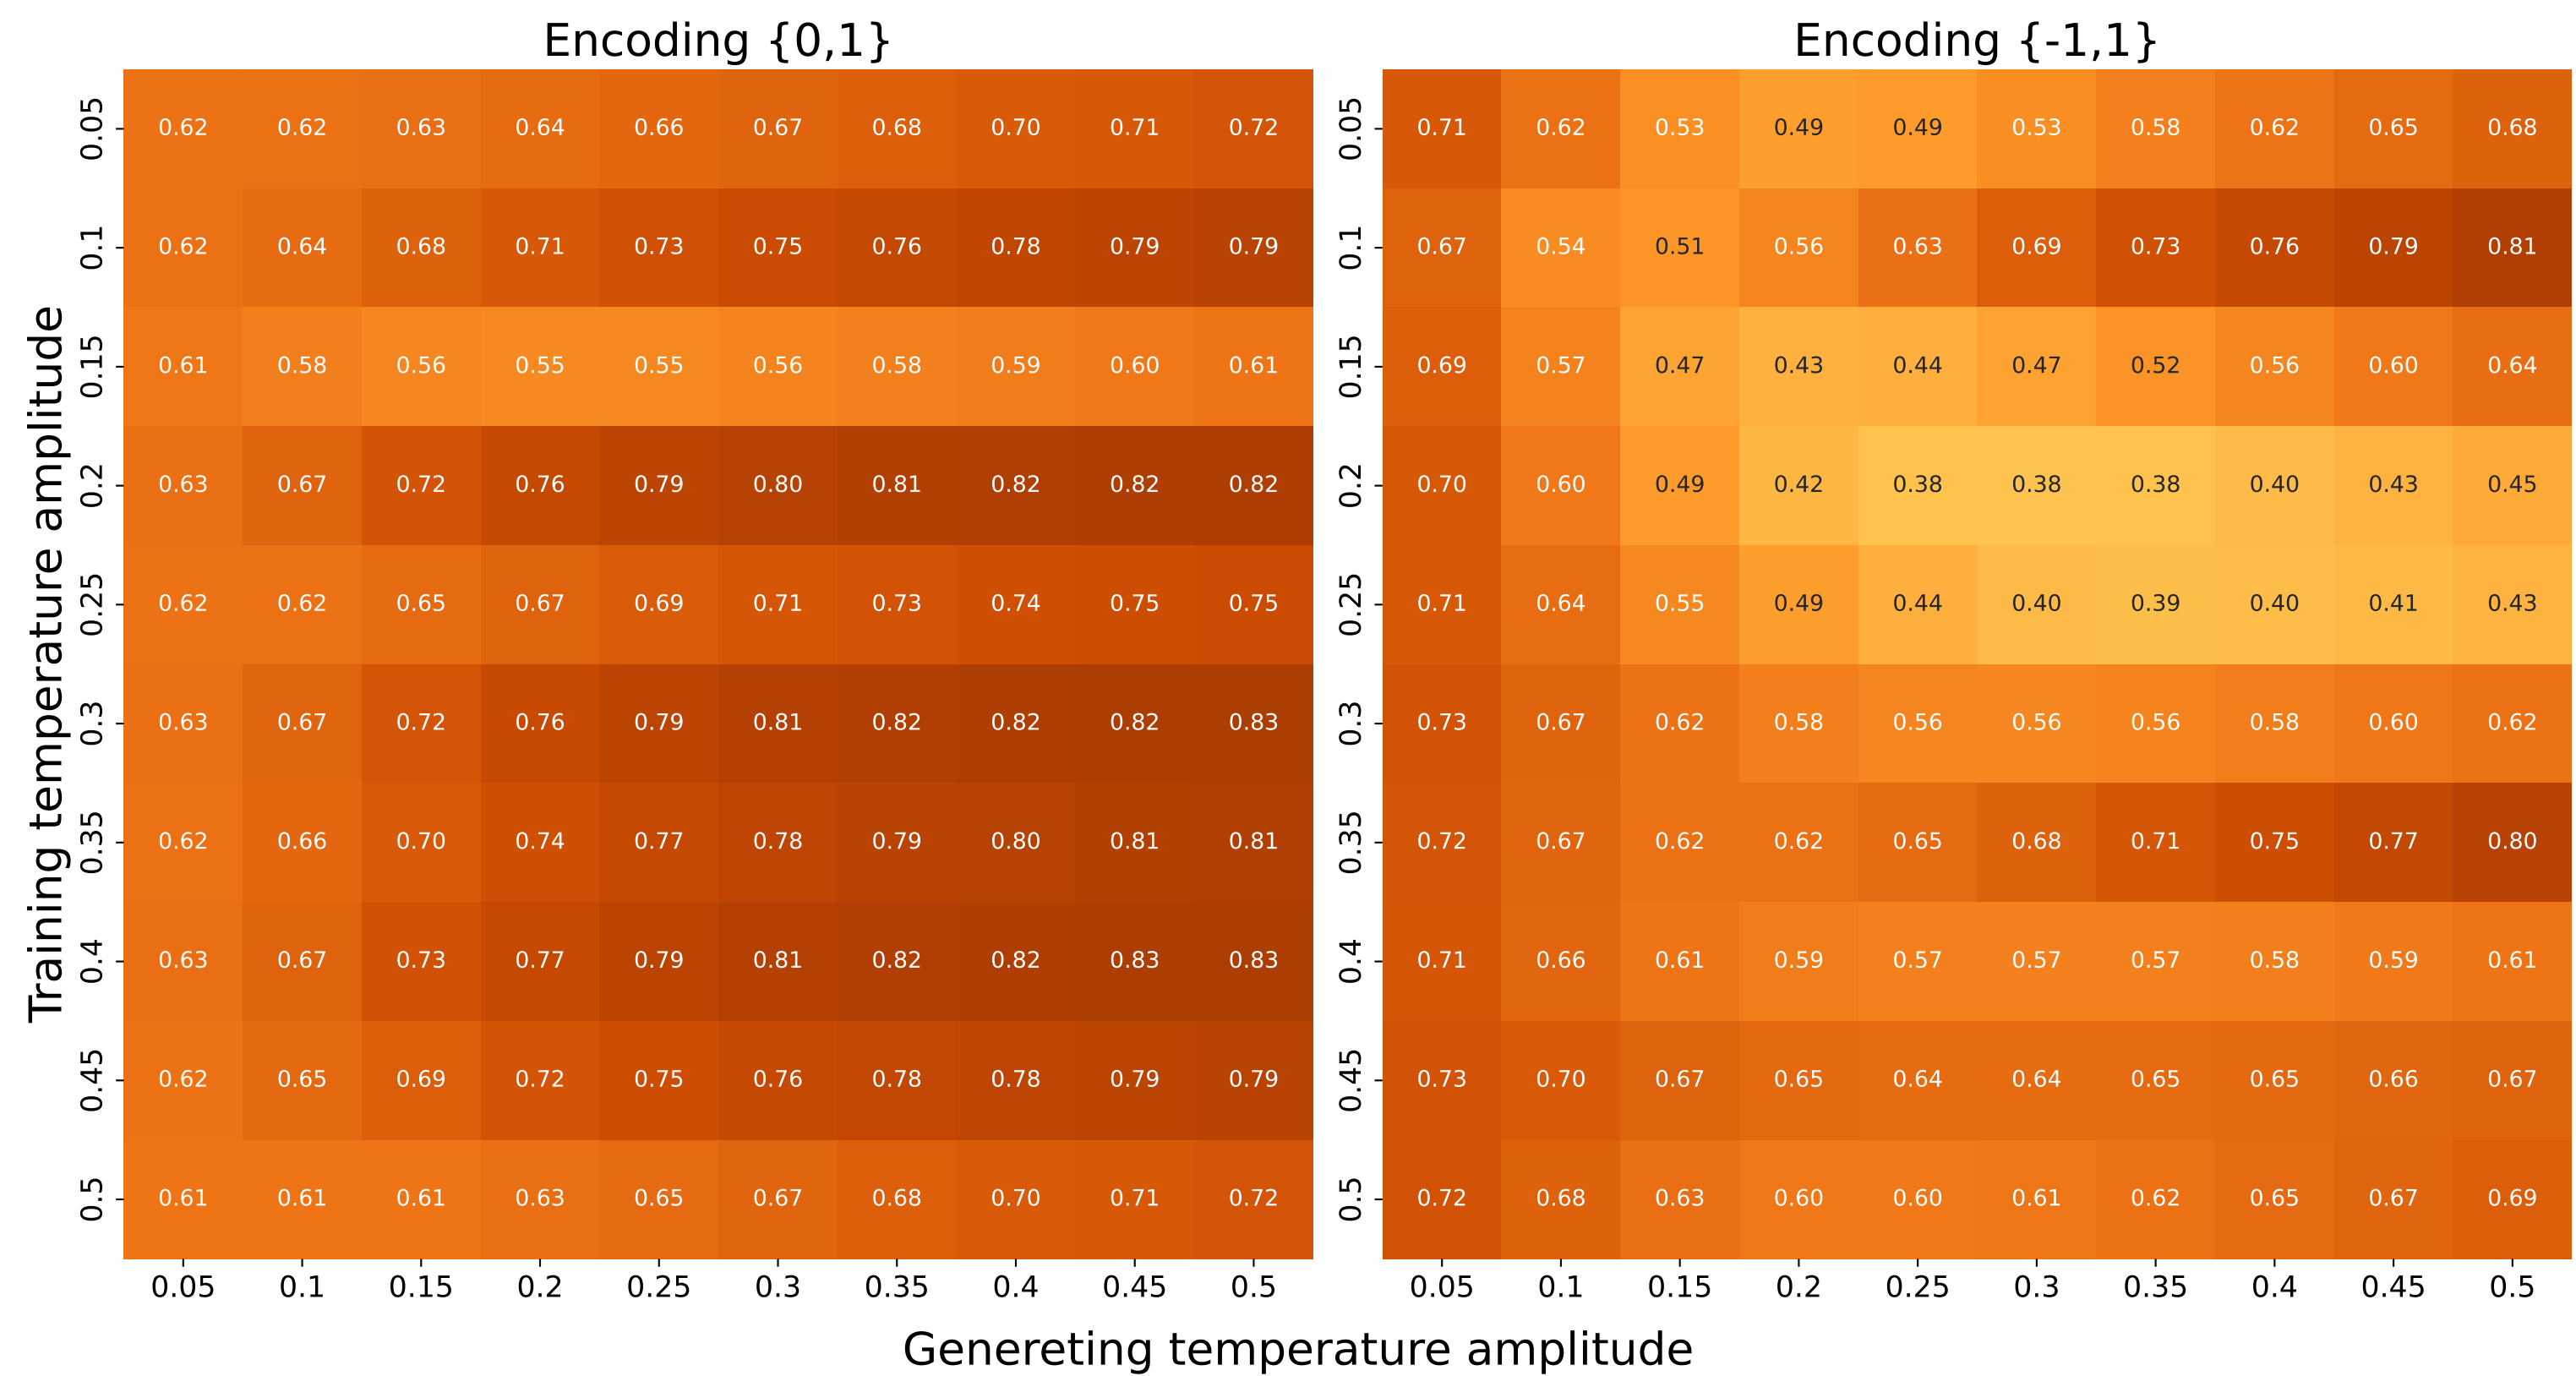 Encoding {0,1}
Encoding {-1,1}
Training temperature amplitude
0.05 0.62 0.62 0.63 0.64 0.66 0.67 0.68 0.70 0.71 0.72
0.1 0.62 0.64 0.68 0.71 0.73 0.75 0.76 0.78 0.79 0.79
0.15 0.61 0.58 0.56 0.55 0.55 0.56 0.58 0.59 0.60 0.61
0.2 0.63 0.67 0.72 0.76 0.79 0.80 0.81 0.82 0.82 0.82
0.25 0.62 0.62 0.65 0.67 0.69 0.71 0.73 0.74 0.75 0.75
0.3 0.63 0.67 0.72 0.76 0.79 0.81 0.82 0.82 0.82 0.83
0.35 0.62 0.66 0.70 0.74 0.77 0.78 0.79 0.80 0.81 0.81
0.4 0.63 0.67 0.73 0.77 0.79 0.81 0.82 0.82 0.83 0.83
0.45 0.62 0.65 0.69 0.72 0.75 0.76 0.78 0.78 0.79 0.79
0.5 0.61 0.61 0.61 0.63 0.65 0.67 0.68 0.70 0.71 0.72
0.05 0.1 0.15 0.2 0.25 0.3 0.35 0.4 0.45 0.5
0.05 0.71 0.62 0.53 0.49 0.49 0.53 0.58 0.62 0.65 0.68
0.1 0.67 0.54 0.51 0.56 0.63 0.69 0.73 0.76 0.79 0.81
0.15 0.69 0.57 0.47 0.43 0.44 0.47 0.52 0.56 0.60 0.64
0.2 0.70 0.60 0.49 0.42 0.38 0.38 0.38 0.40 0.43 0.45
0.25 0.71 0.64 0.55 0.49 0.44 0.40 0.39 0.40 0.41 0.43
0.3 0.73 0.67 0.62 0.58 0.56 0.56 0.56 0.58 0.60 0.62
0.35 0.72 0.67 0.62 0.62 0.65 0.68 0.71 0.75 0.77 0.80
0.4 0.71 0.66 0.61 0.59 0.57 0.57 0.57 0.58 0.59 0.61
0.45 0.73 0.70 0.67 0.65 0.64 0.64 0.65 0.65 0.66 0.67
0.5 0.72 0.68 0.63 0.60 0.60 0.61 0.62 0.65 0.67 0.69
0.05 0.1 0.15 0.2 0.25 0.3 0.35 0.4 0.45 0.5
Genereting temperature amplitude